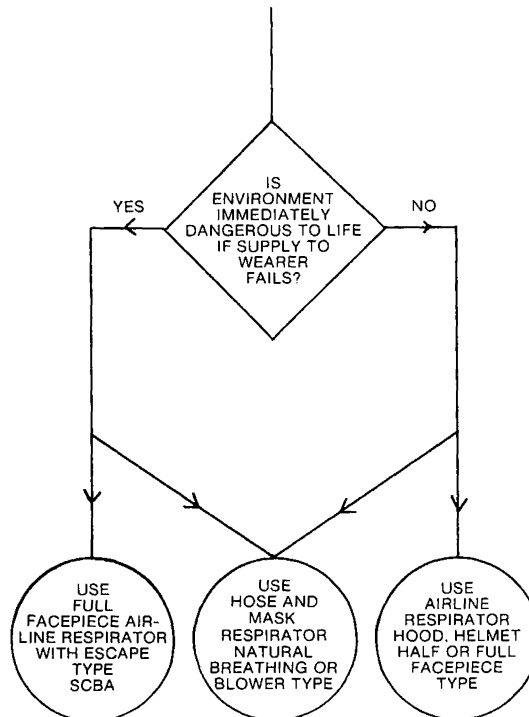 IS
ENVIRONMENT
IMMEDIATELY
DANGEROUS TO LIFE
IF SUPPLY TO
WEARER
FAILS?
YES
NO
USE
FULL
FACEPIECE AIR-
LINE RESPIRATOR
WITH ESCAPE
TYPE
SCBA
USE
HOSE AND
MASK
RESPIRATOR
NATURAL
BREATHING OR
BLOWER TYPE
USE
AIRLINE
RESPIRATOR
HOOD, HELMET
HALF OR FULL
FACEPIECE
TYPE